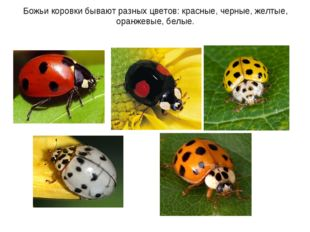 Божьи коровки бывают разных цветов: красные, черные, желтые,
оранжевые, белые.